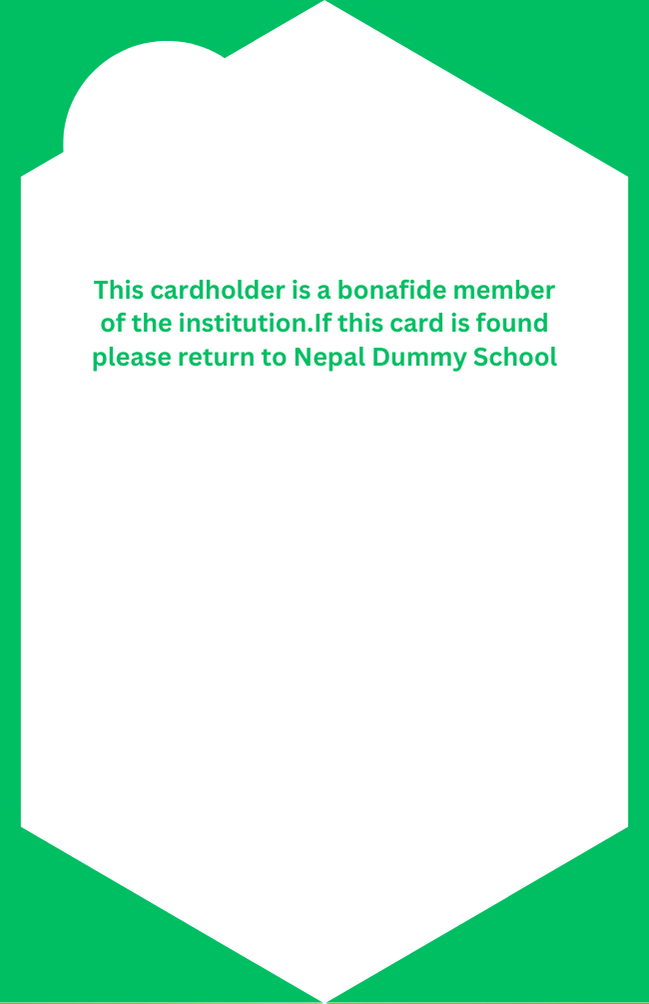 This cardholder is a bonafide member
of the institution.If this card is found
please return to Nepal Dummy School